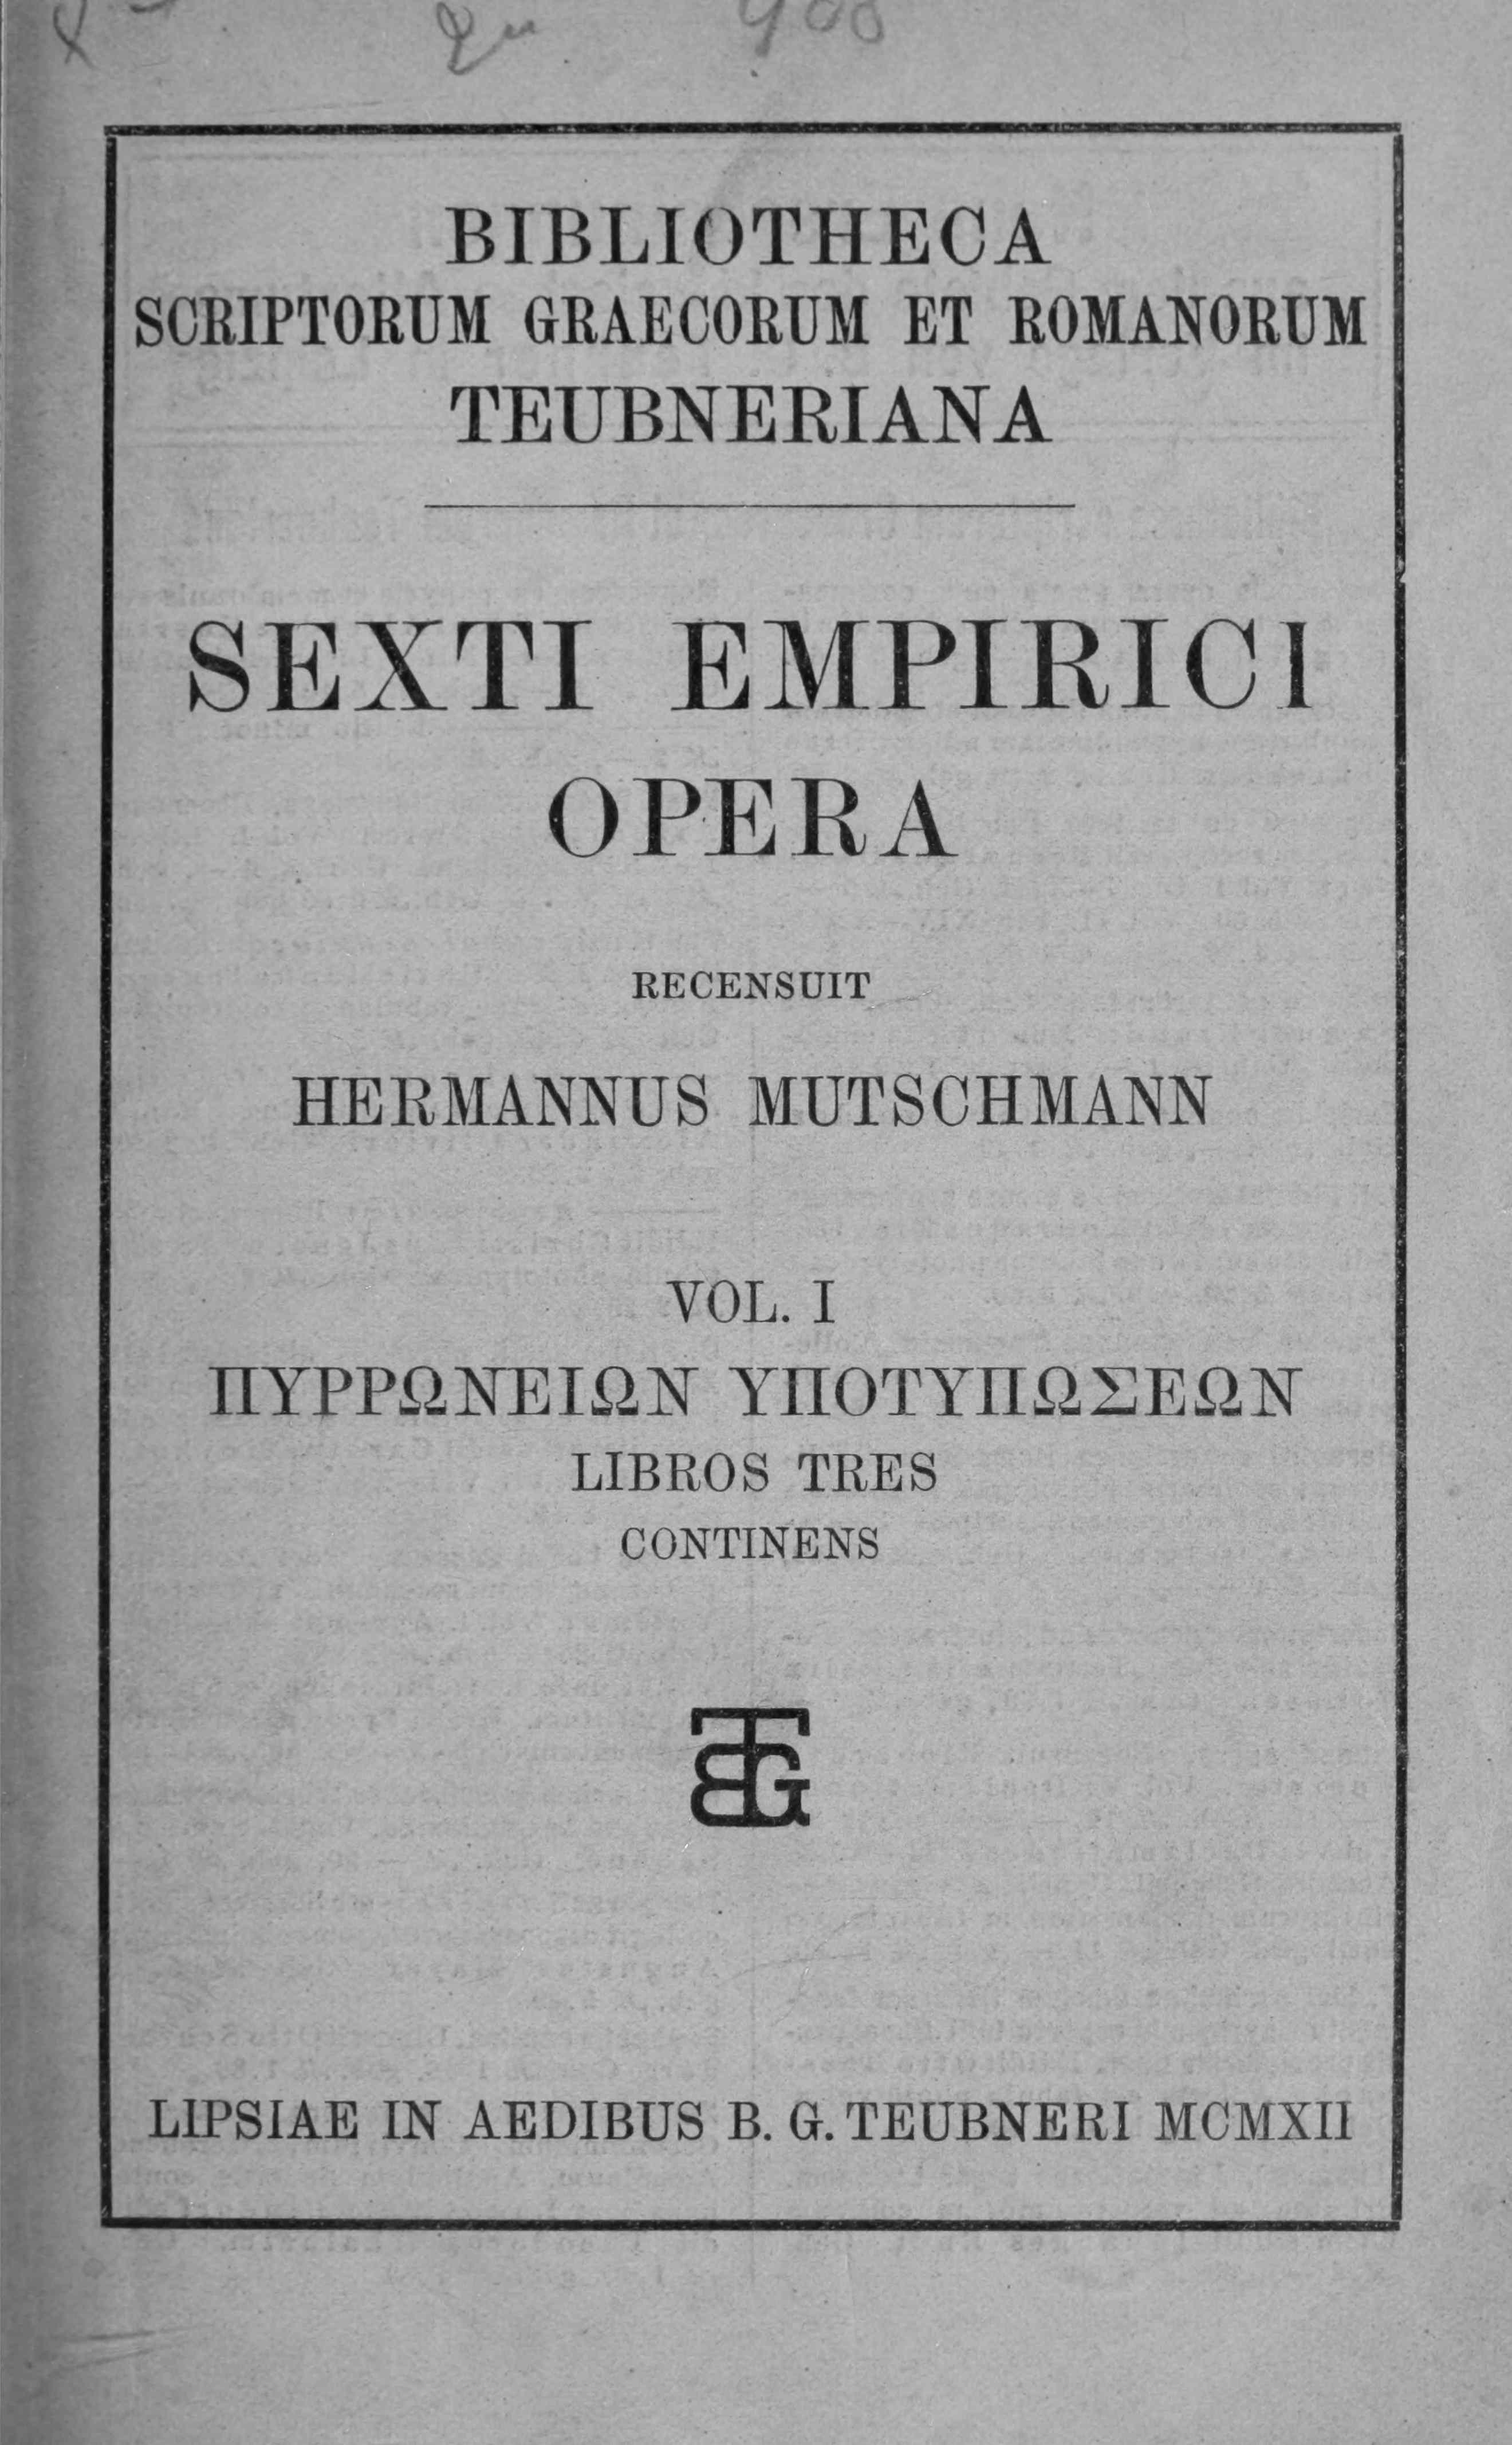 BIBLIOTHECA
SCRIPTORUM GRAECORUM ET ROMANORUM
TEUBNERIANA
SEXTI EMPIRICI
OPERA
RECENSUIT
HERMANNUS MUTSCHMANN
VOL. I
ΠΥΡΡΩΝΕΙΩΝ ΥΠΟΤΥΠΩΣΕΩΝ
LIBROS TRES
CONTINENS
LIPSIAE IN AEDIBUS B. G. TEUBNERI MCMXII